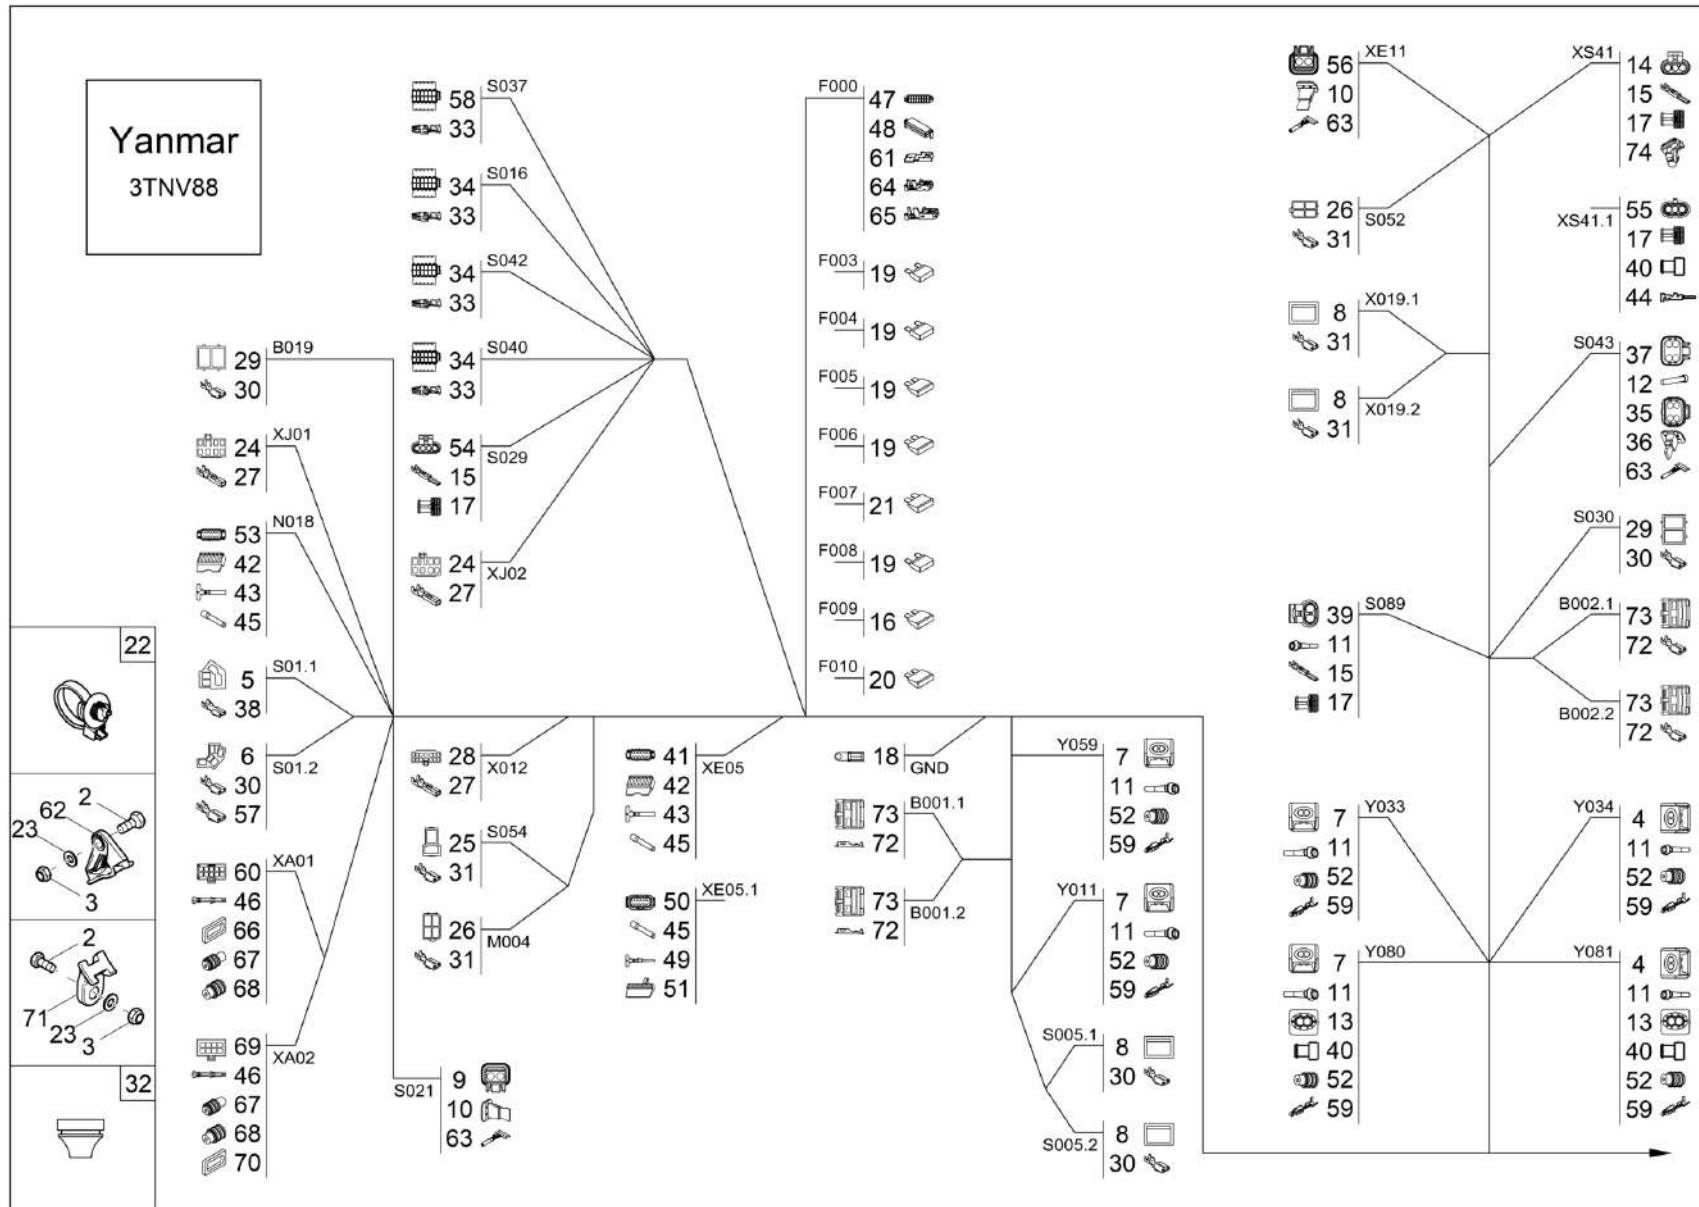 Yanmar
3TNV88
22
2
62
23
3
2
71
23
3
32
29 B019
30
24 XJ01
27
53 N018
42
43
45
5 S01.1
38
6 S01.2
30
57
60 XA01
46
66
67
68
69 XA02
46
67
68
70
58 S037
33
34 S016
33
34 S042
33
34 S040
33
54 S029
15
17
24 XJ02
27
28 X012
27
25 S054
31
26 M004
31
S021 9
10
63
F000 47
48
61
64
65
F003 19
F004 19
F005 19
F006 19
F007 21
F008 19
F009 16
F010 20
41 XE05
42
43
45
50 XE05.1
45
49
51
18 GND
73 B001.1
72
73 B001.2
72
Y059 7
11
52
59
Y011 7
11
52
59
S005.1 8
30
S005.2 8
30
56 XE11
10
63
26 S052
31
8 X019.1
31
8 X019.2
31
39 S089
11
15
17
7 Y033
11
52
59
7 Y080
11
13
40
52
59
XS41 14
15
17
74
XS41.1 55
17
40
44
S043 37
12
35
36
63
S030 29
30
B002.1 73
72
B002.2 73
72
Y034 4
11
52
59
Y081 4
11
13
40
52
59